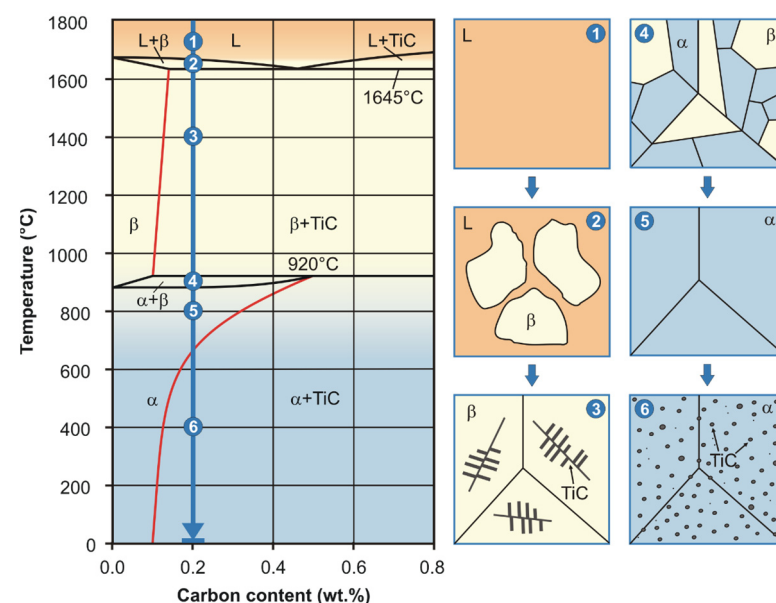 1800
1600
1400
1200
1000
800
600
400
200
0
Temperature (°C)
0.0 0.2 0.4 0.6 0.8
Carbon content (wt.%)
L+β
L
L+TiC
1645°C
β
β+TiC
920°C
α+β
α
α+TiC
1
2
3
4
5
6
L 1
L 2
β
β 3
TiC
4 α β
5 α
6 α
TiC